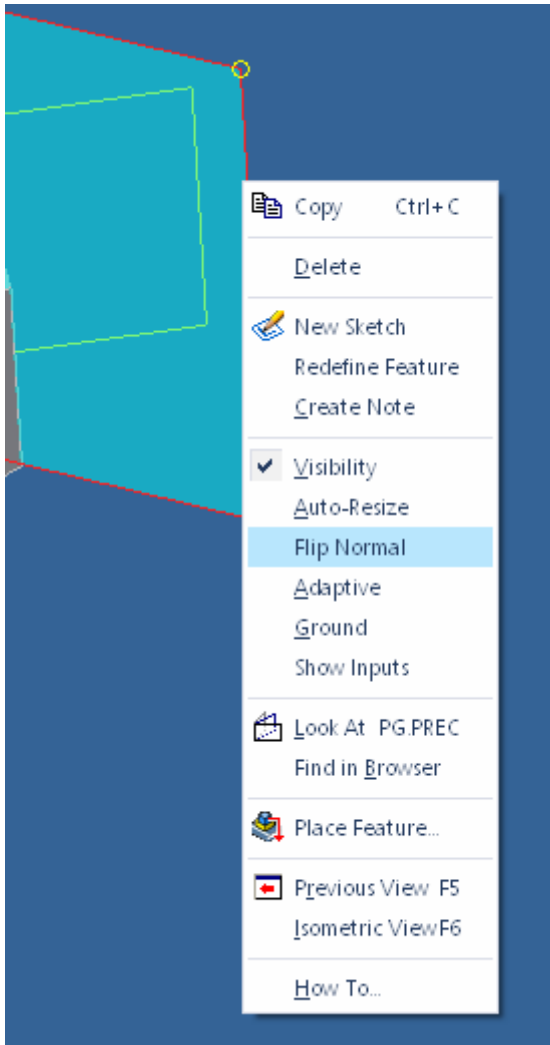 Copy Ctrl+C
Delete
New Sketch
Redefine Feature
Create Note
Visibility
Auto-Resize
Flip Normal
Adaptive
Ground
Show Inputs
Look At PG.PREC
Find in Browser
Place Feature...
Previous View F5
Isometric View F6
How To...